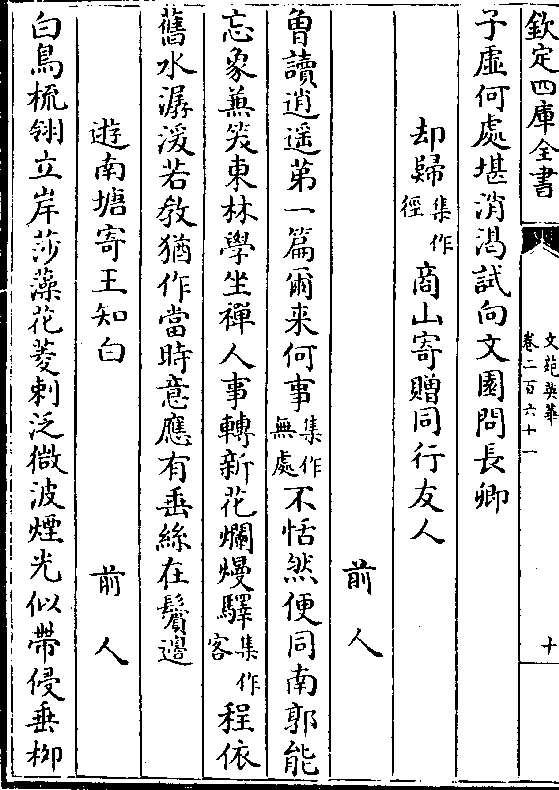 欽定四庫全書
文苑英華
卷二百六十一
十
子虛何處堪消渴試向文園問長卿
却歸集作徑商山寄贈同行友人
前人
曾讀逍遥第一篇爾来何事集作無處不恬然便同南郭能
忘象兼笑東林學坐禪人事轉新花爛熳驛集作客程依
舊水潺湲若教猶作當時意應有垂絲在鬢邊
遊南塘寄王知白
前人
白鳥梳翎立岸莎藻花菱刺泛微波煙光似帶侵垂柳